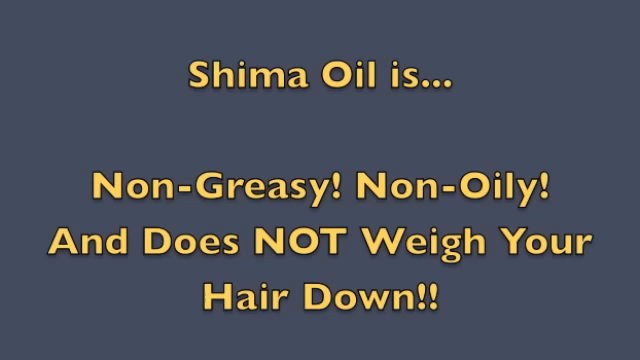 Shima Oil is...
Non-Greasy! Non-Oily!
And Does NOT Weigh Your
Hair Down!!